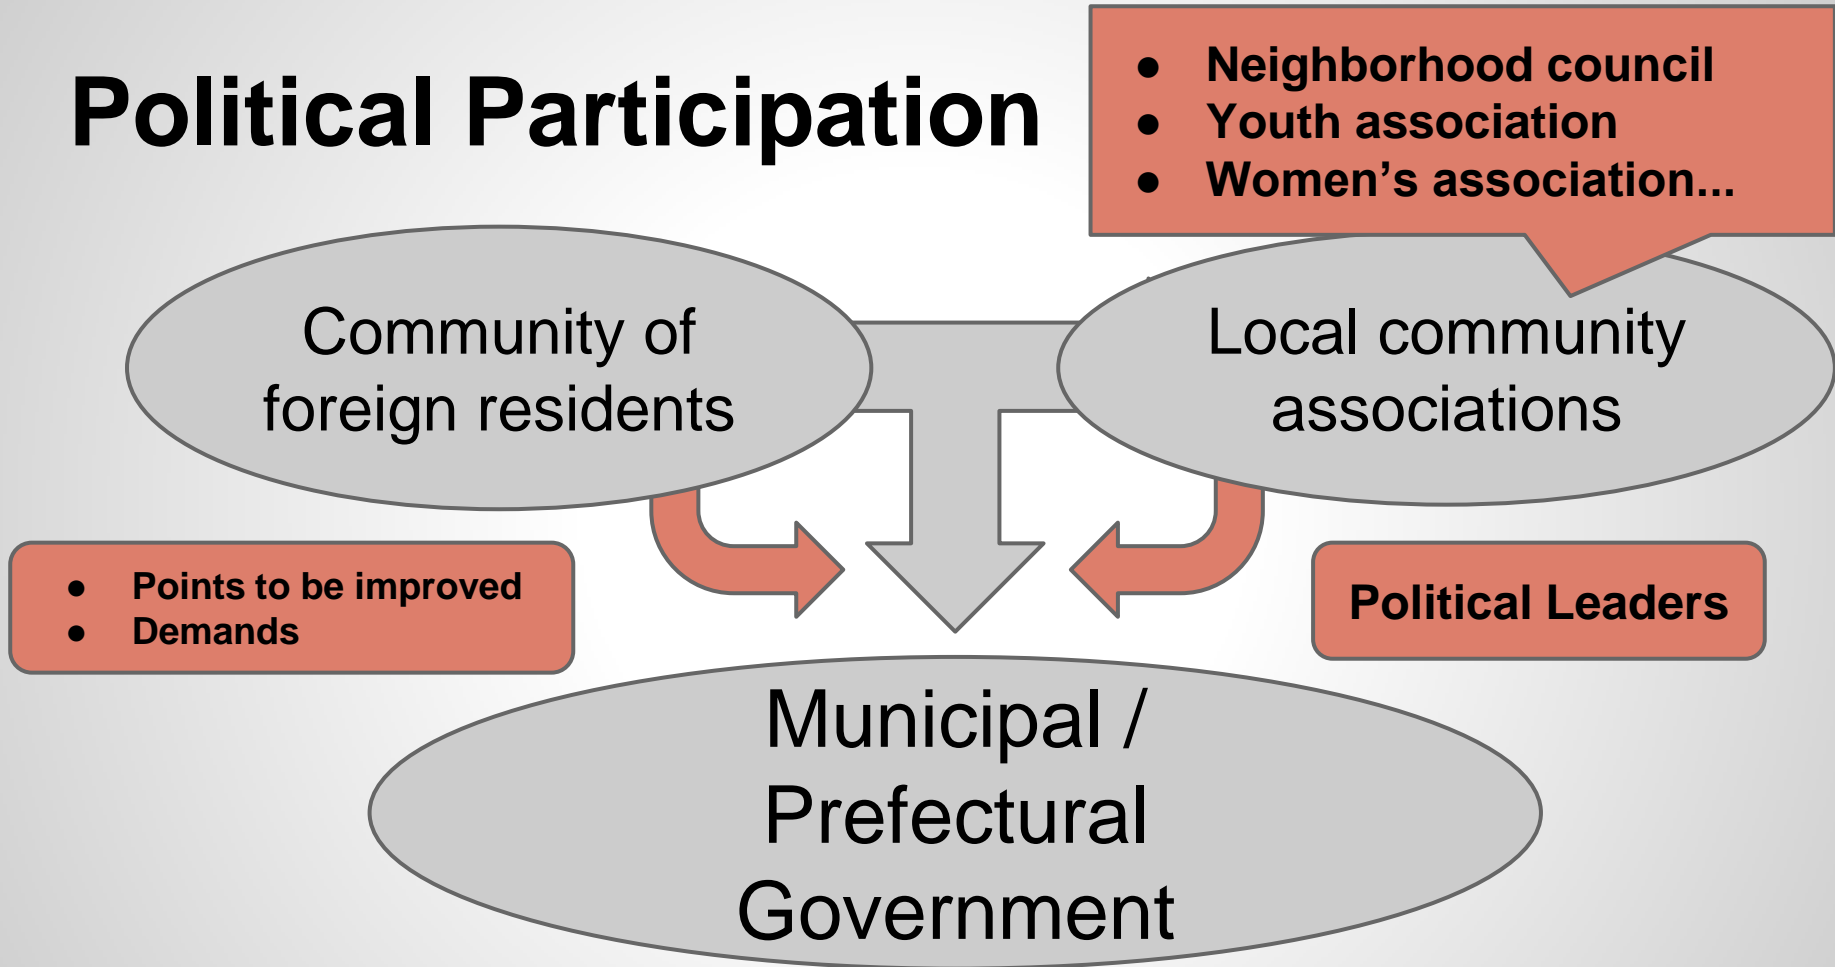 Political Participation
● Neighborhood council
● Youth association
● Women’s association...
Community of
foreign residents
Local community
associations
● Points to be improved
● Demands
Political Leaders
Municipal /
Prefectural
Government